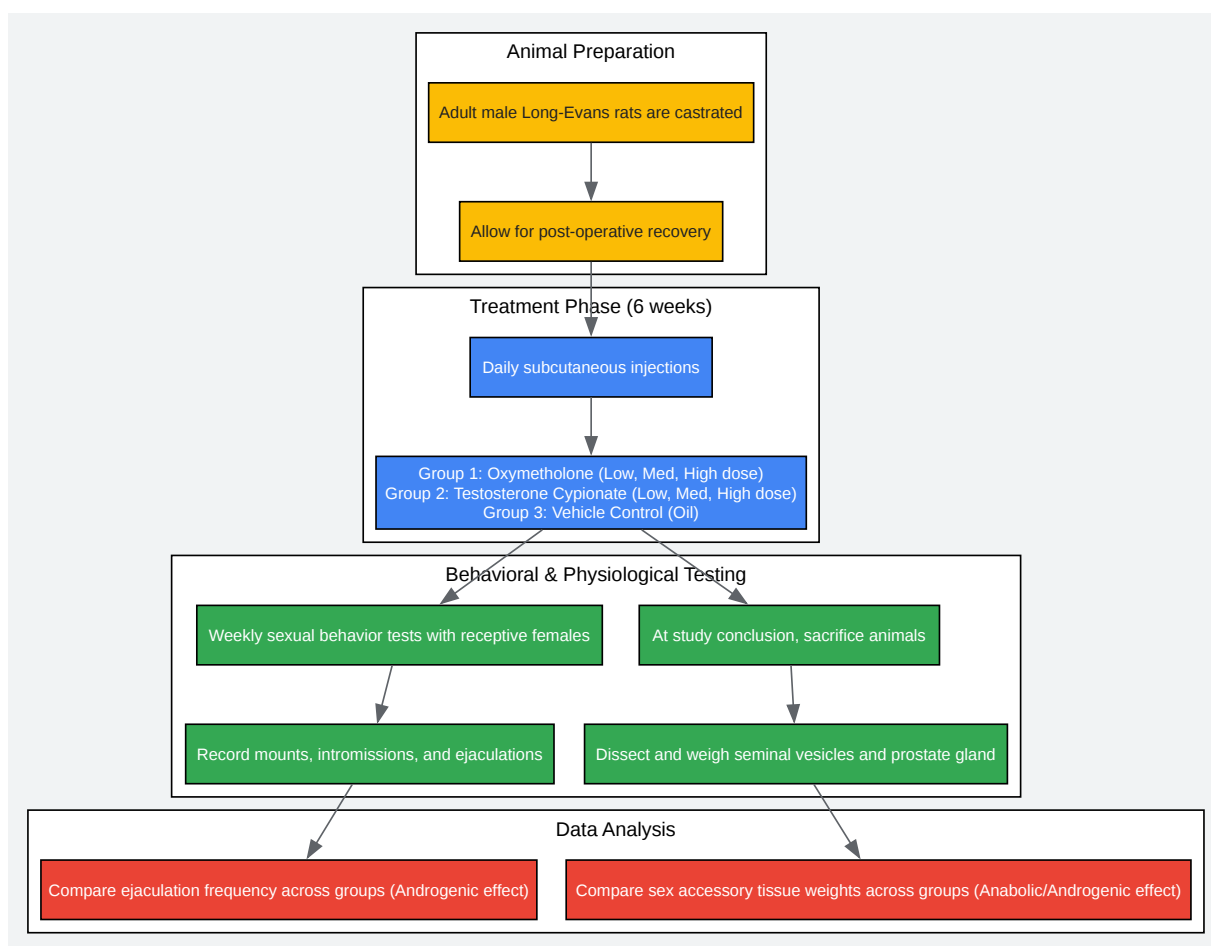 Animal Preparation
Adult male Long-Evans rats are castrated
Allow for post-operative recovery
Treatment Phase (6 weeks)
Daily subcutaneous injections
Group 1: Oxymetholone (Low, Med, High dose)
Group 2: Testosterone Cypionate (Low, Med, High dose)
Group 3: Vehicle Control (Oil)
Behavioral & Physiological Testing
Weekly sexual behavior tests with receptive females
At study conclusion, sacrifice animals
Record mounts, intromissions, and ejaculations
Dissect and weigh seminal vesicles and prostate gland
Data Analysis
Compare ejaculation frequency across groups (Androgenic effect)
Compare sex accessory tissue weights across groups (Anabolic/Androgenic effect)